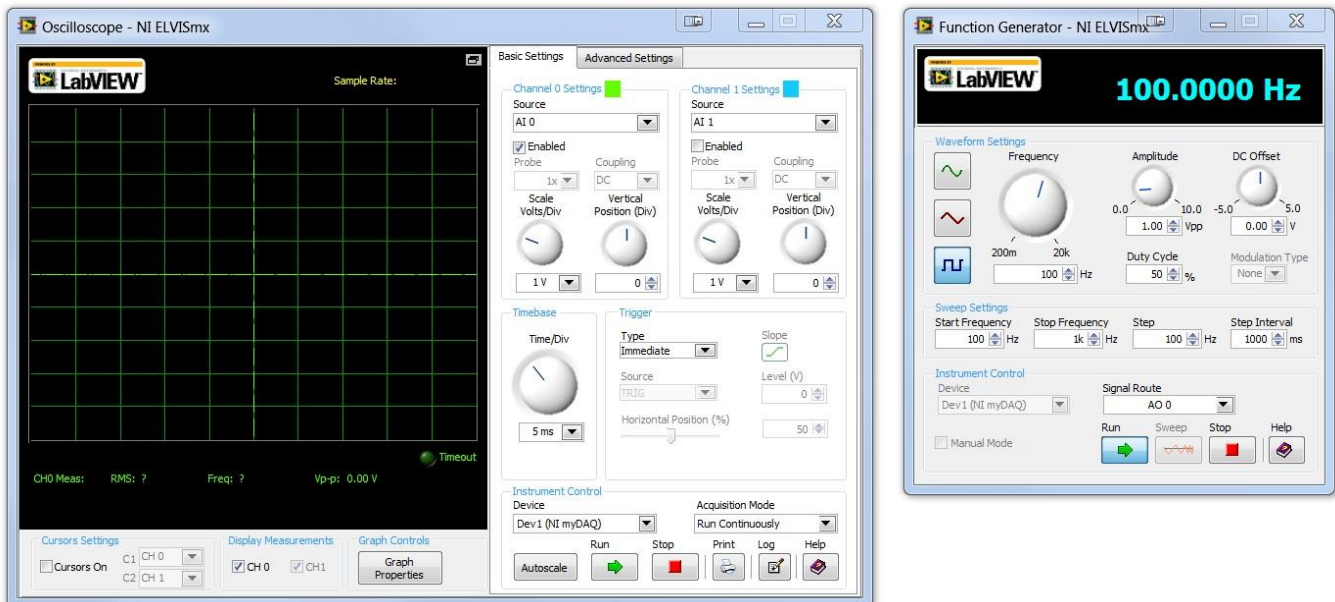 Oscilloscope - NI ELVISmx
LabVIEW
Sample Rate:
CH0 Meas: RMS: ? Freq: ? Vp-p: 0.00 V
Timeout
Cursors Settings
Cursors On
C1 CH 0
C2 CH 1
Display Measurements
CH 0 CH1
Graph Controls
Graph
Properties
Basic Settings Advanced Settings
Channel 0 Settings
Source
AI 0
Enabled
Probe Coupling
1x DC
Scale Vertical
Volts/Div Position (Div)
1 V 0
Channel 1 Settings
Source
AI 1
Enabled
Probe Coupling
1x DC
Scale Vertical
Volts/Div Position (Div)
1 V 0
Timebase
Time/Div
5 ms
Trigger
Type Slope
Immediate
Source Level (V)
TRIG 0
Horizontal Position (%)
50
Instrument Control
Device Acquisition Mode
Dev1 (NI myDAQ) Run Continuously
Run Stop Print Log Help
Autoscale
Function Generator - NI ELVISmx
LabVIEW
100.0000 Hz
Waveform Settings
Frequency Amplitude DC Offset
0.0 10.0 -5.0 5.0
1.00 Vpp 0.00 V
200m 20k
Duty Cycle Modulation Type
100 Hz 50 % None
Sweep Settings
Start Frequency Stop Frequency Step Step Interval
100 Hz 1k Hz 100 Hz 1000 ms
Instrument Control
Device Signal Route
Dev1 (NI myDAQ) AO 0
Run Sweep Stop Help
Manual Mode